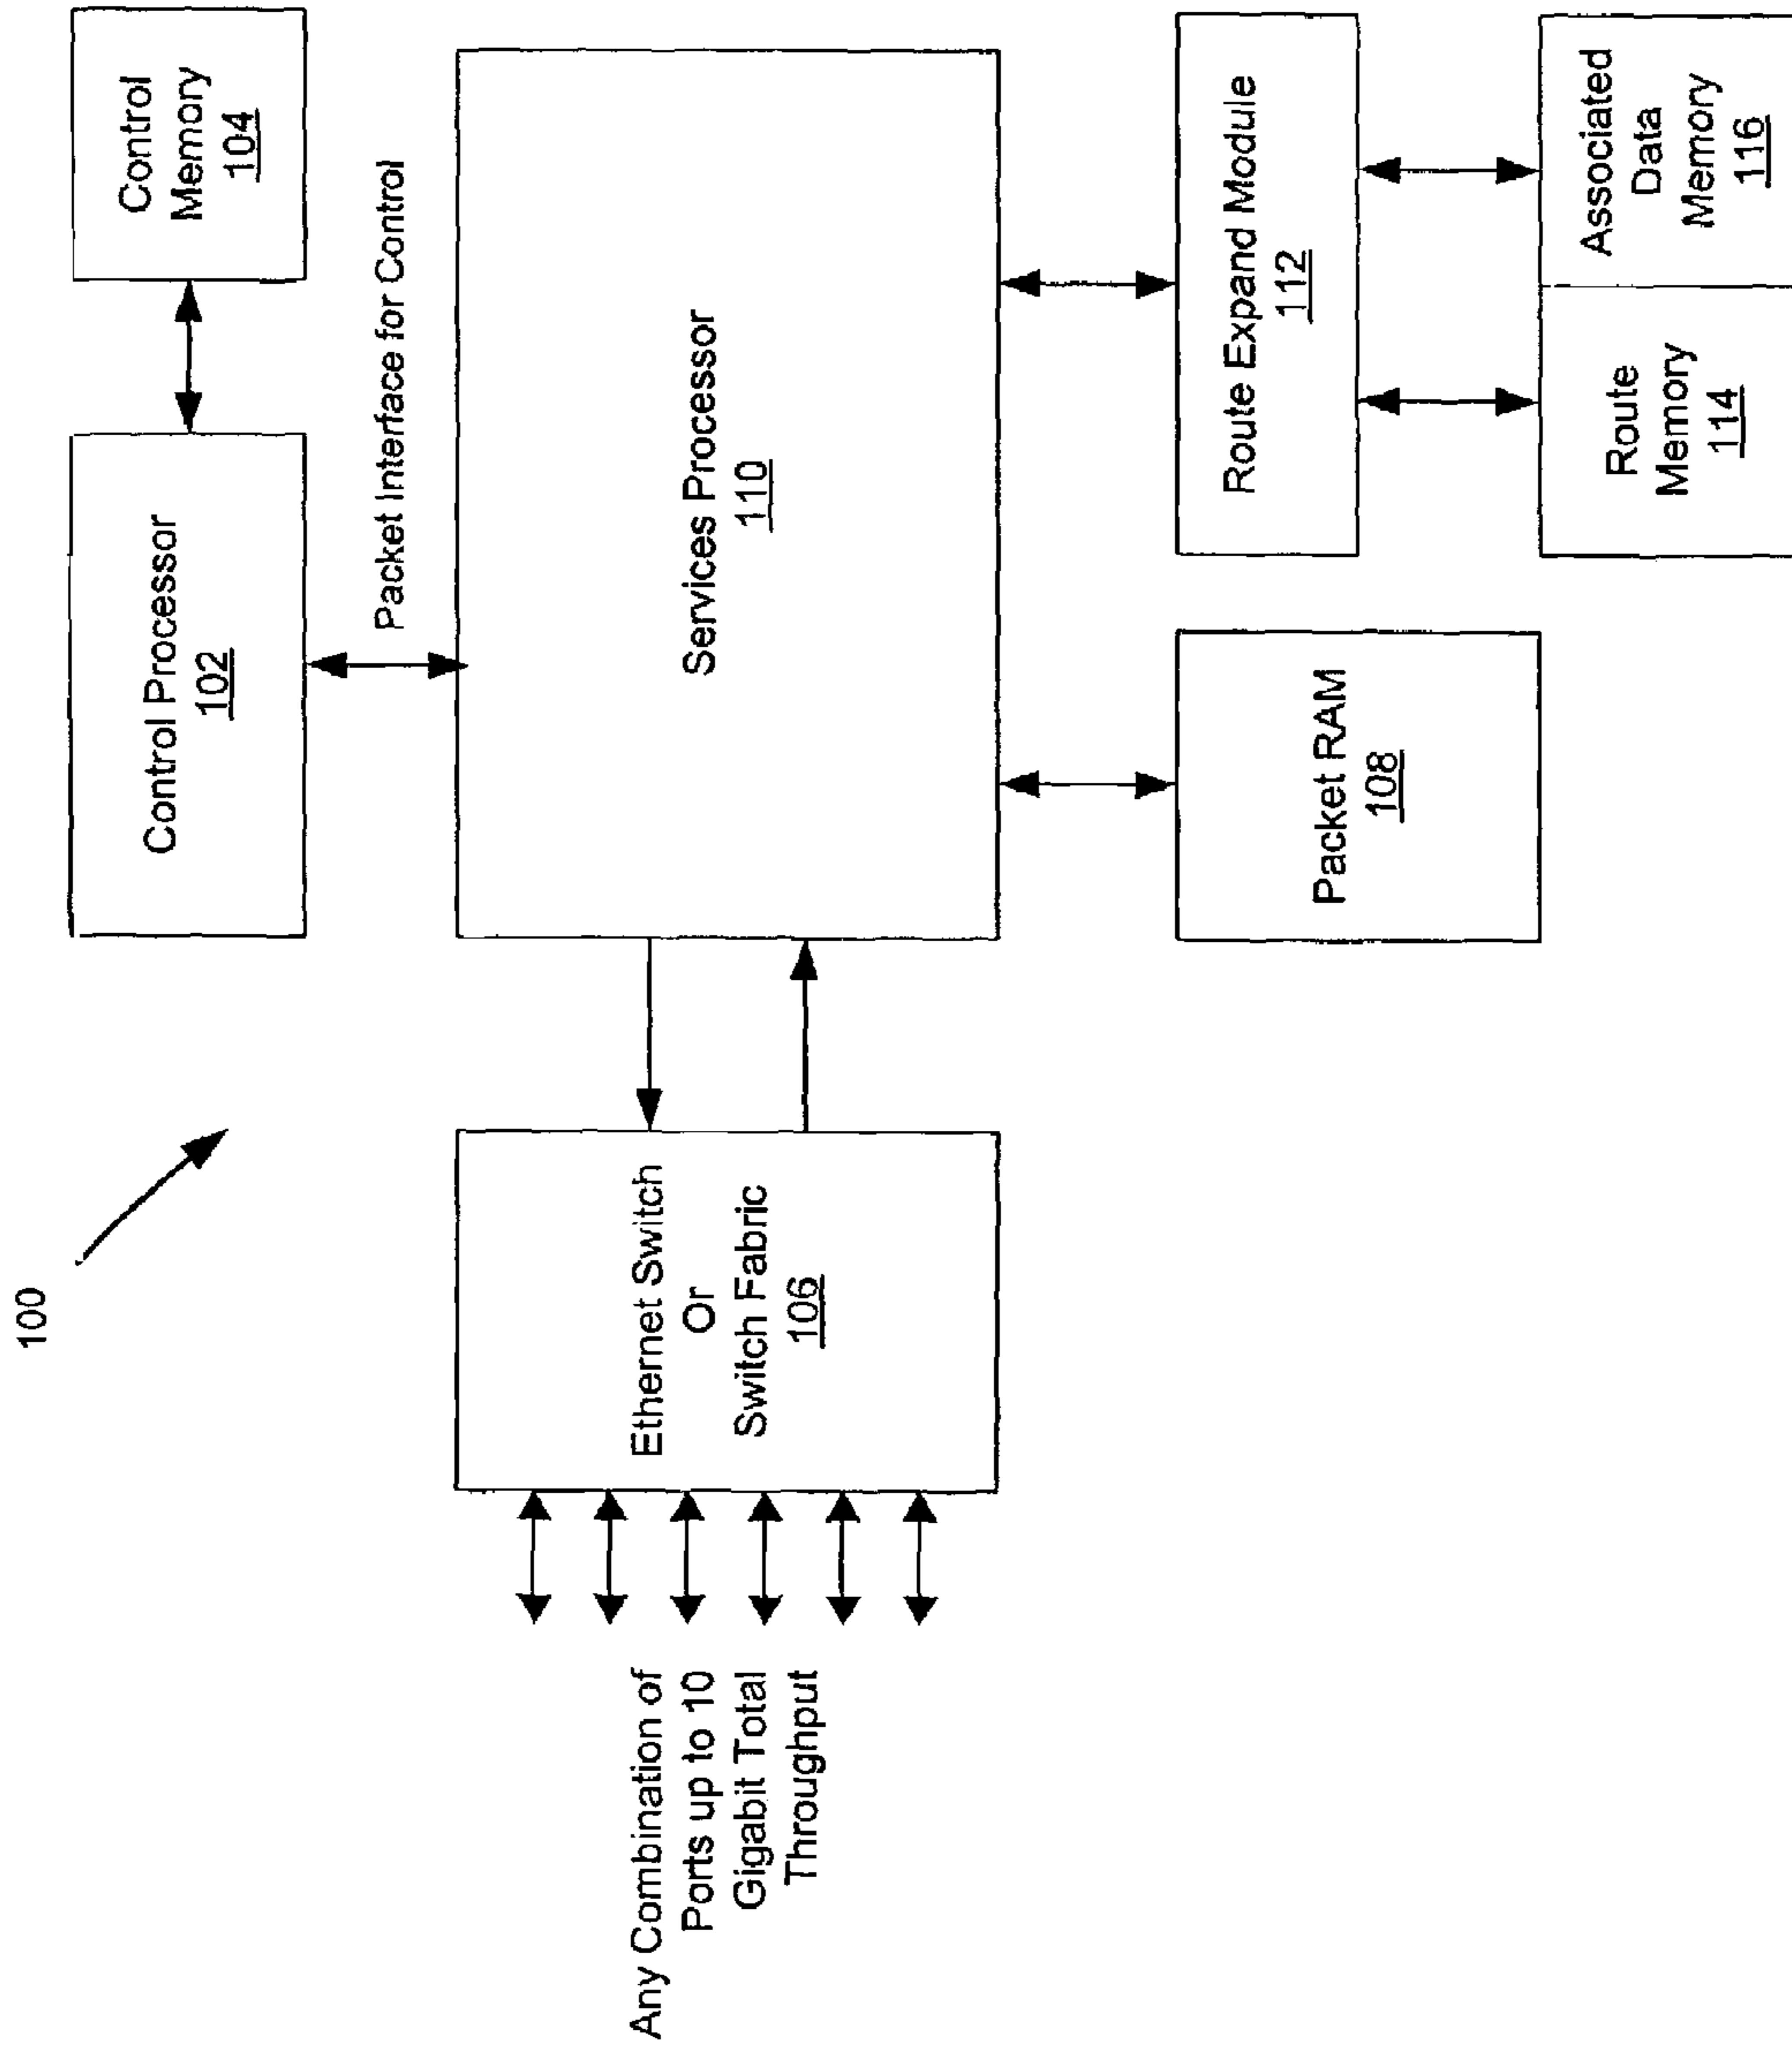 100
Control Processor
102
Control
Memory
104
Packet Interface for Control
Any Combination of
Ports up to 10
Gigabit Total
Throughput
Ethernet Switch
Or
Switch Fabric
106
Services Processor
110
Packet RAM
108
Route Expand Module
112
Route
Memory
114
Associated
Data
Memory
116